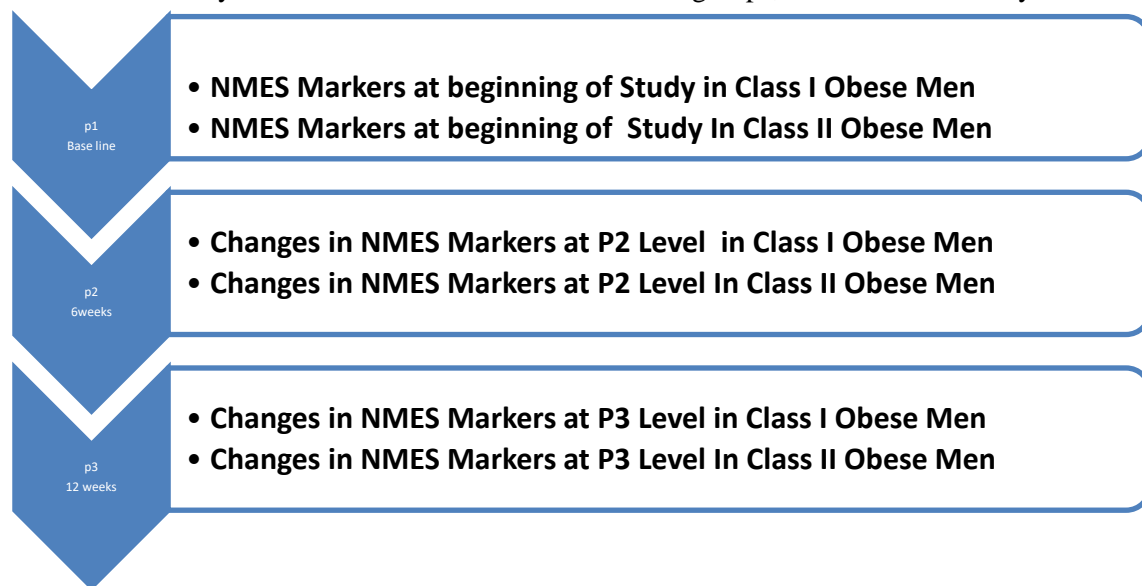 p1
Base line
• NMES Markers at beginning of Study in Class I Obese Men
• NMES Markers at beginning of Study In Class II Obese Men
p2
6weeks
• Changes in NMES Markers at P2 Level in Class I Obese Men
• Changes in NMES Markers at P2 Level In Class II Obese Men
p3
12 weeks
• Changes in NMES Markers at P3 Level in Class I Obese Men
• Changes in NMES Markers at P3 Level In Class II Obese Men